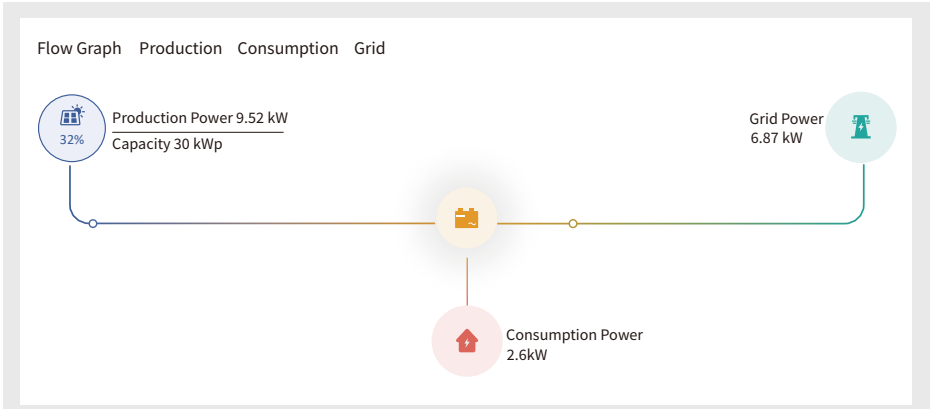 Flow Graph Production Consumption Grid
32%
Production Power 9.52 kW
Capacity 30 kWp
Grid Power
6.87 kW
Consumption Power
2.6kW